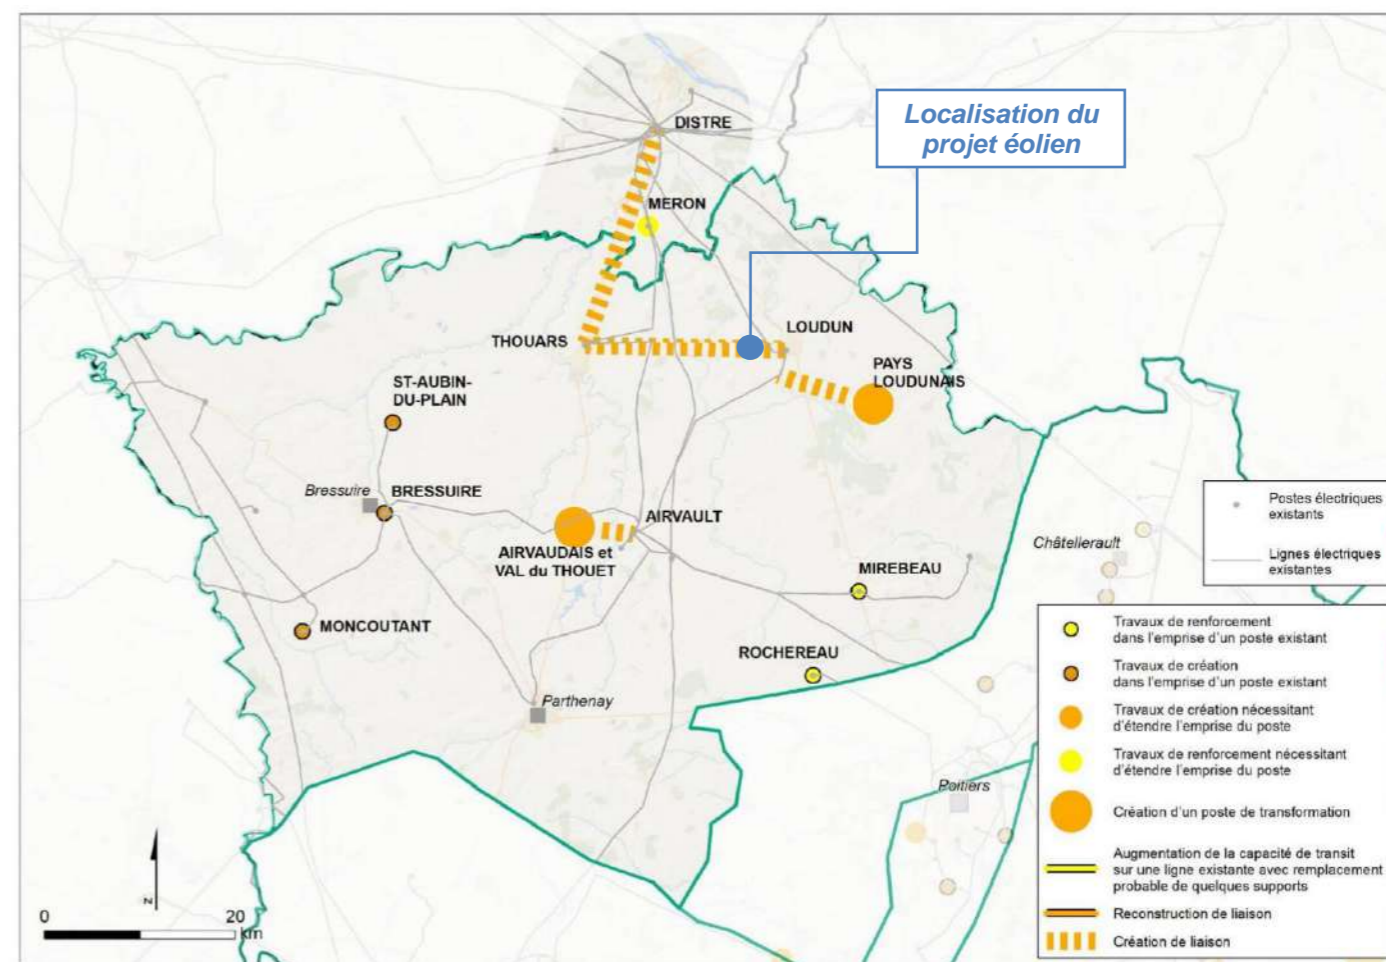 Localisation du
projet éolien
DISTRE
MERON
THOUARS
LOUDUN
PAYS
LOUDUNAIS
ST-AUBIN-
DU-PLAIN
Bressuire
BRESSUIRE
AIRVAULT
AIRVAUDAIS et
VAL du THOUET
MIREBEAU
MONCOUTANT
ROCHEREAU
Parthenay
Châtellerault
Poitiers
Postes électriques
existants
Lignes électriques
existantes
Travaux de renforcement
dans l'emprise d'un poste existant
Travaux de création
dans l'emprise d'un poste existant
Travaux de création nécessitant
d'étendre l'emprise du poste
Travaux de renforcement nécessitant
d'étendre l'emprise du poste
Création d'un poste de transformation
Augmentation de la capacité de transit
sur une ligne existante avec remplacement
probable de quelques supports
Reconstruction de liaison
Création de liaison
N
0 20
km